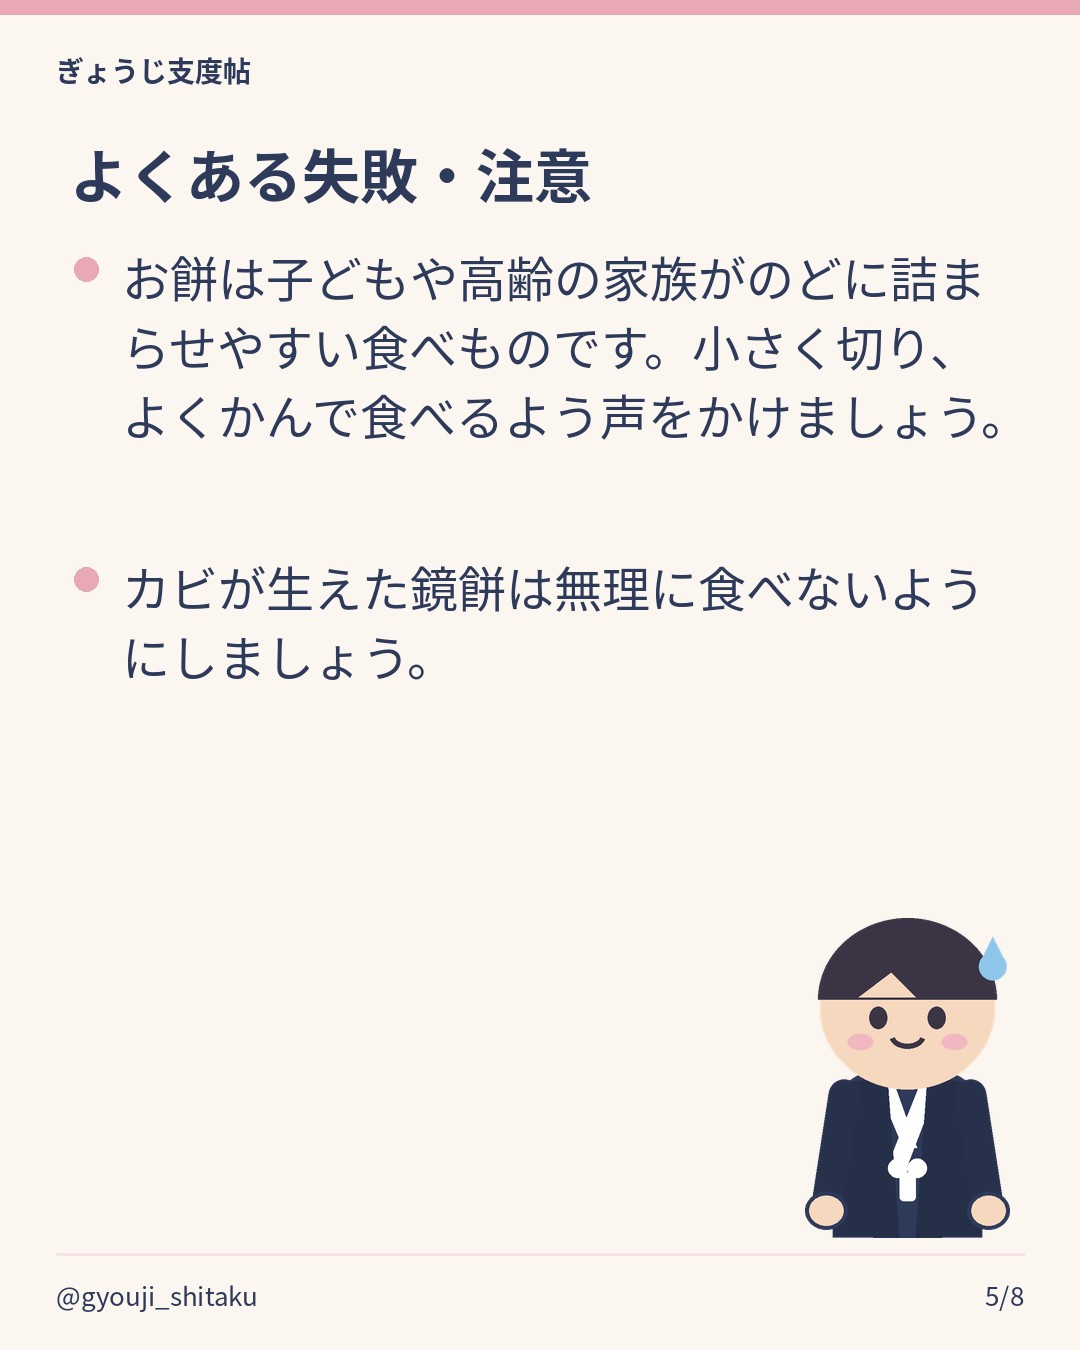 ぎょうじ支度帖
よくある失敗・注意
お餅は子どもや高齢の家族がのどに詰ま
らせやすい食べものです。小さく切り、
よくかんで食べるよう声をかけましょう。
カビが生えた鏡餅は無理に食べないよう
にしましょう。
@gyouji_shitaku
5/8